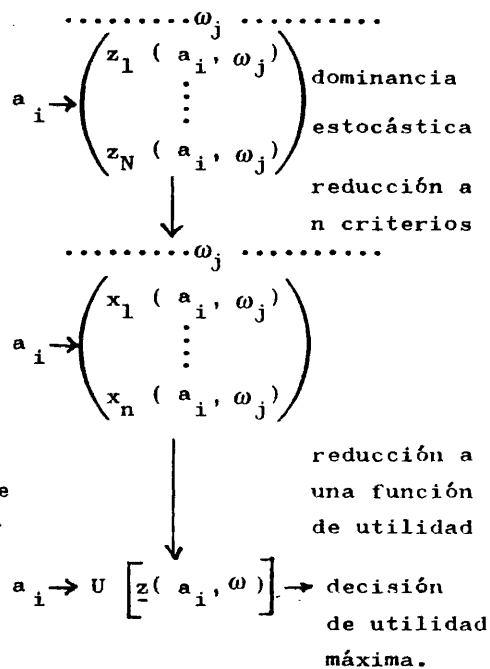 ......... ω_j ..........
z_1 ( a_i, ω_j) dominancia
a_i → ⋮ estocástica
z_N ( a_i, ω_j)
reducción a
n criterios
......... ω_j ..........
x_1 ( a_i, ω_j)
a_i → ⋮
x_n ( a_i, ω_j)
reducción a
e una función
de utilidad
a_i → U [z( a_i, ω )] → decisión
de utilidad
máxima.